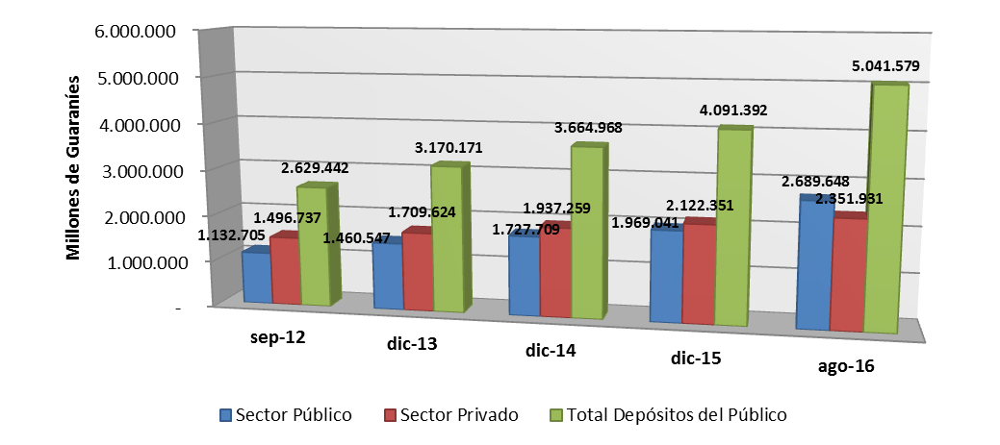 Millones de Guaraníes
6.000.000
5.000.000
4.000.000
3.000.000
2.000.000
1.000.000
-
1.132.705
1.496.737
2.629.442
1.460.547
1.709.624
3.170.171
1.727.709
1.937.259
3.664.968
1.969.041
2.122.351
4.091.392
2.689.648
2.351.931
5.041.579
sep-12
dic-13
dic-14
dic-15
ago-16
Sector Público
Sector Privado
Total Depósitos del Público